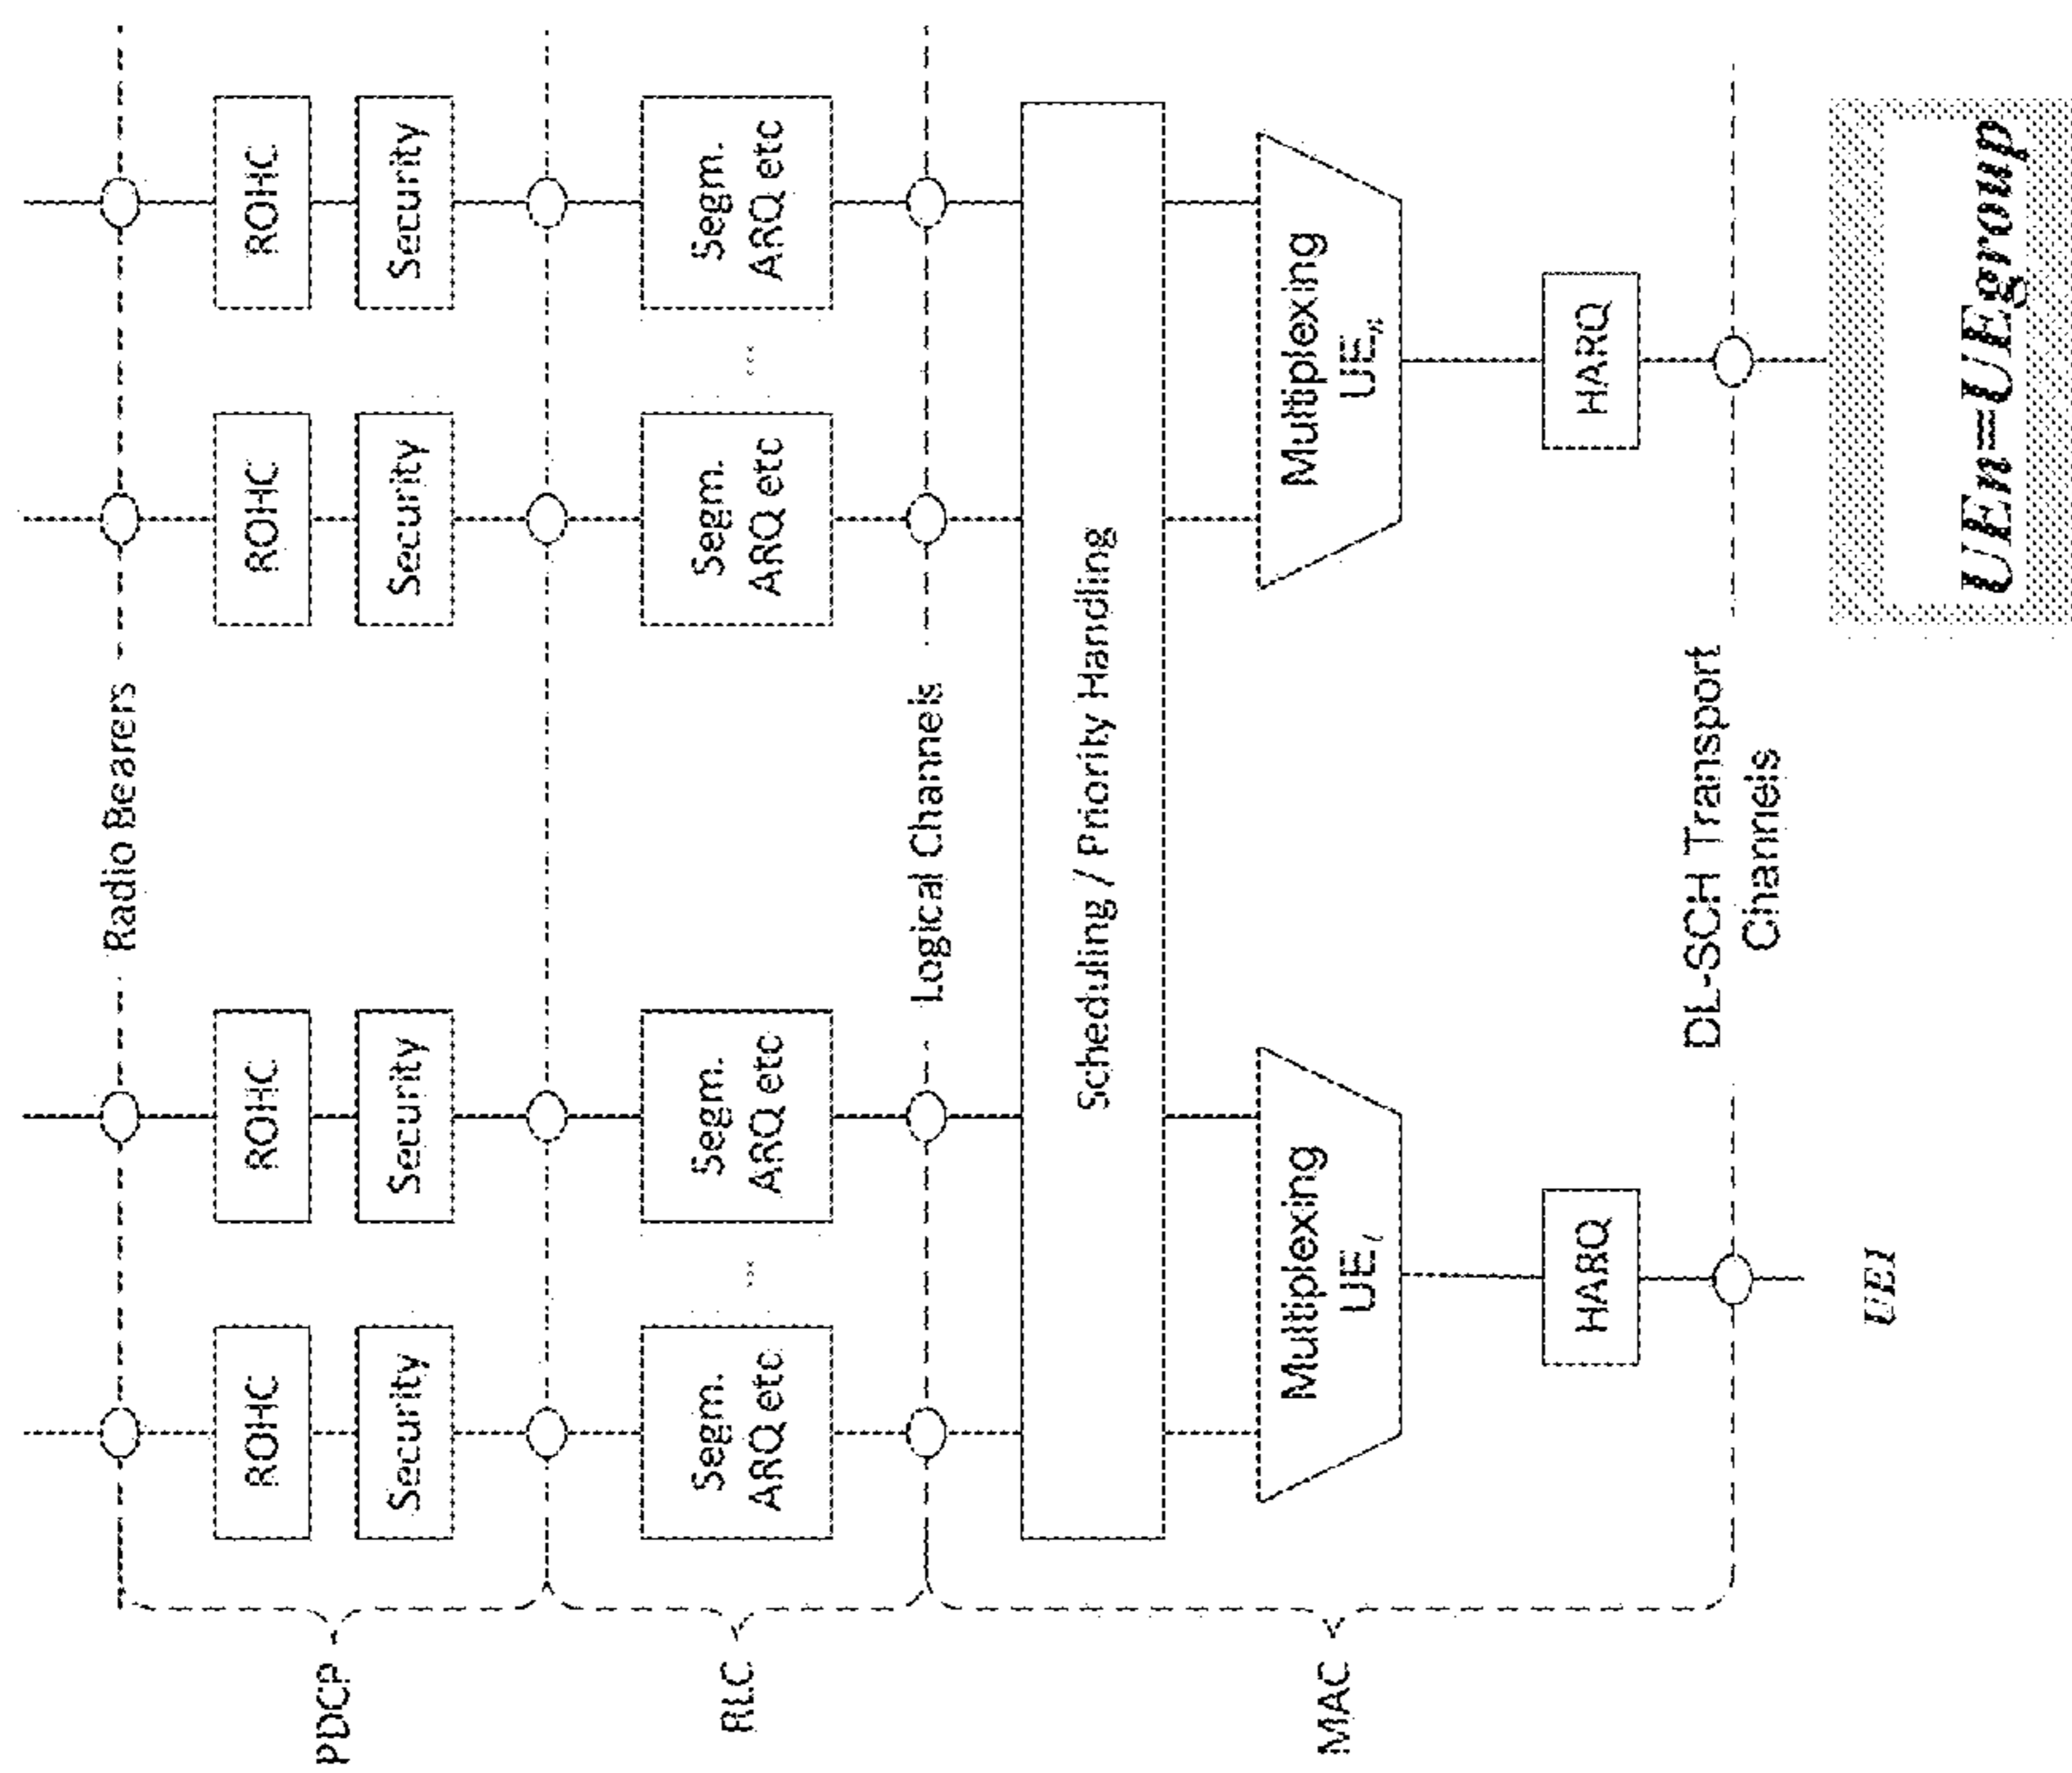 Radio Bearers
PDCP
ROHC
ROHC
ROHC
ROHC
Security
Security
Security
Security
RLC
Segm.
ARQ etc
...
Segm.
ARQ etc
Segm.
ARQ etc
...
Segm.
ARQ etc
Logical Channels
MAC
Scheduling / Priority Handling
Multiplexing
UE1
Multiplexing
UEn
HARQ
HARQ
DL-SCH Transport
Channels
UE1
UEn=UEgroup